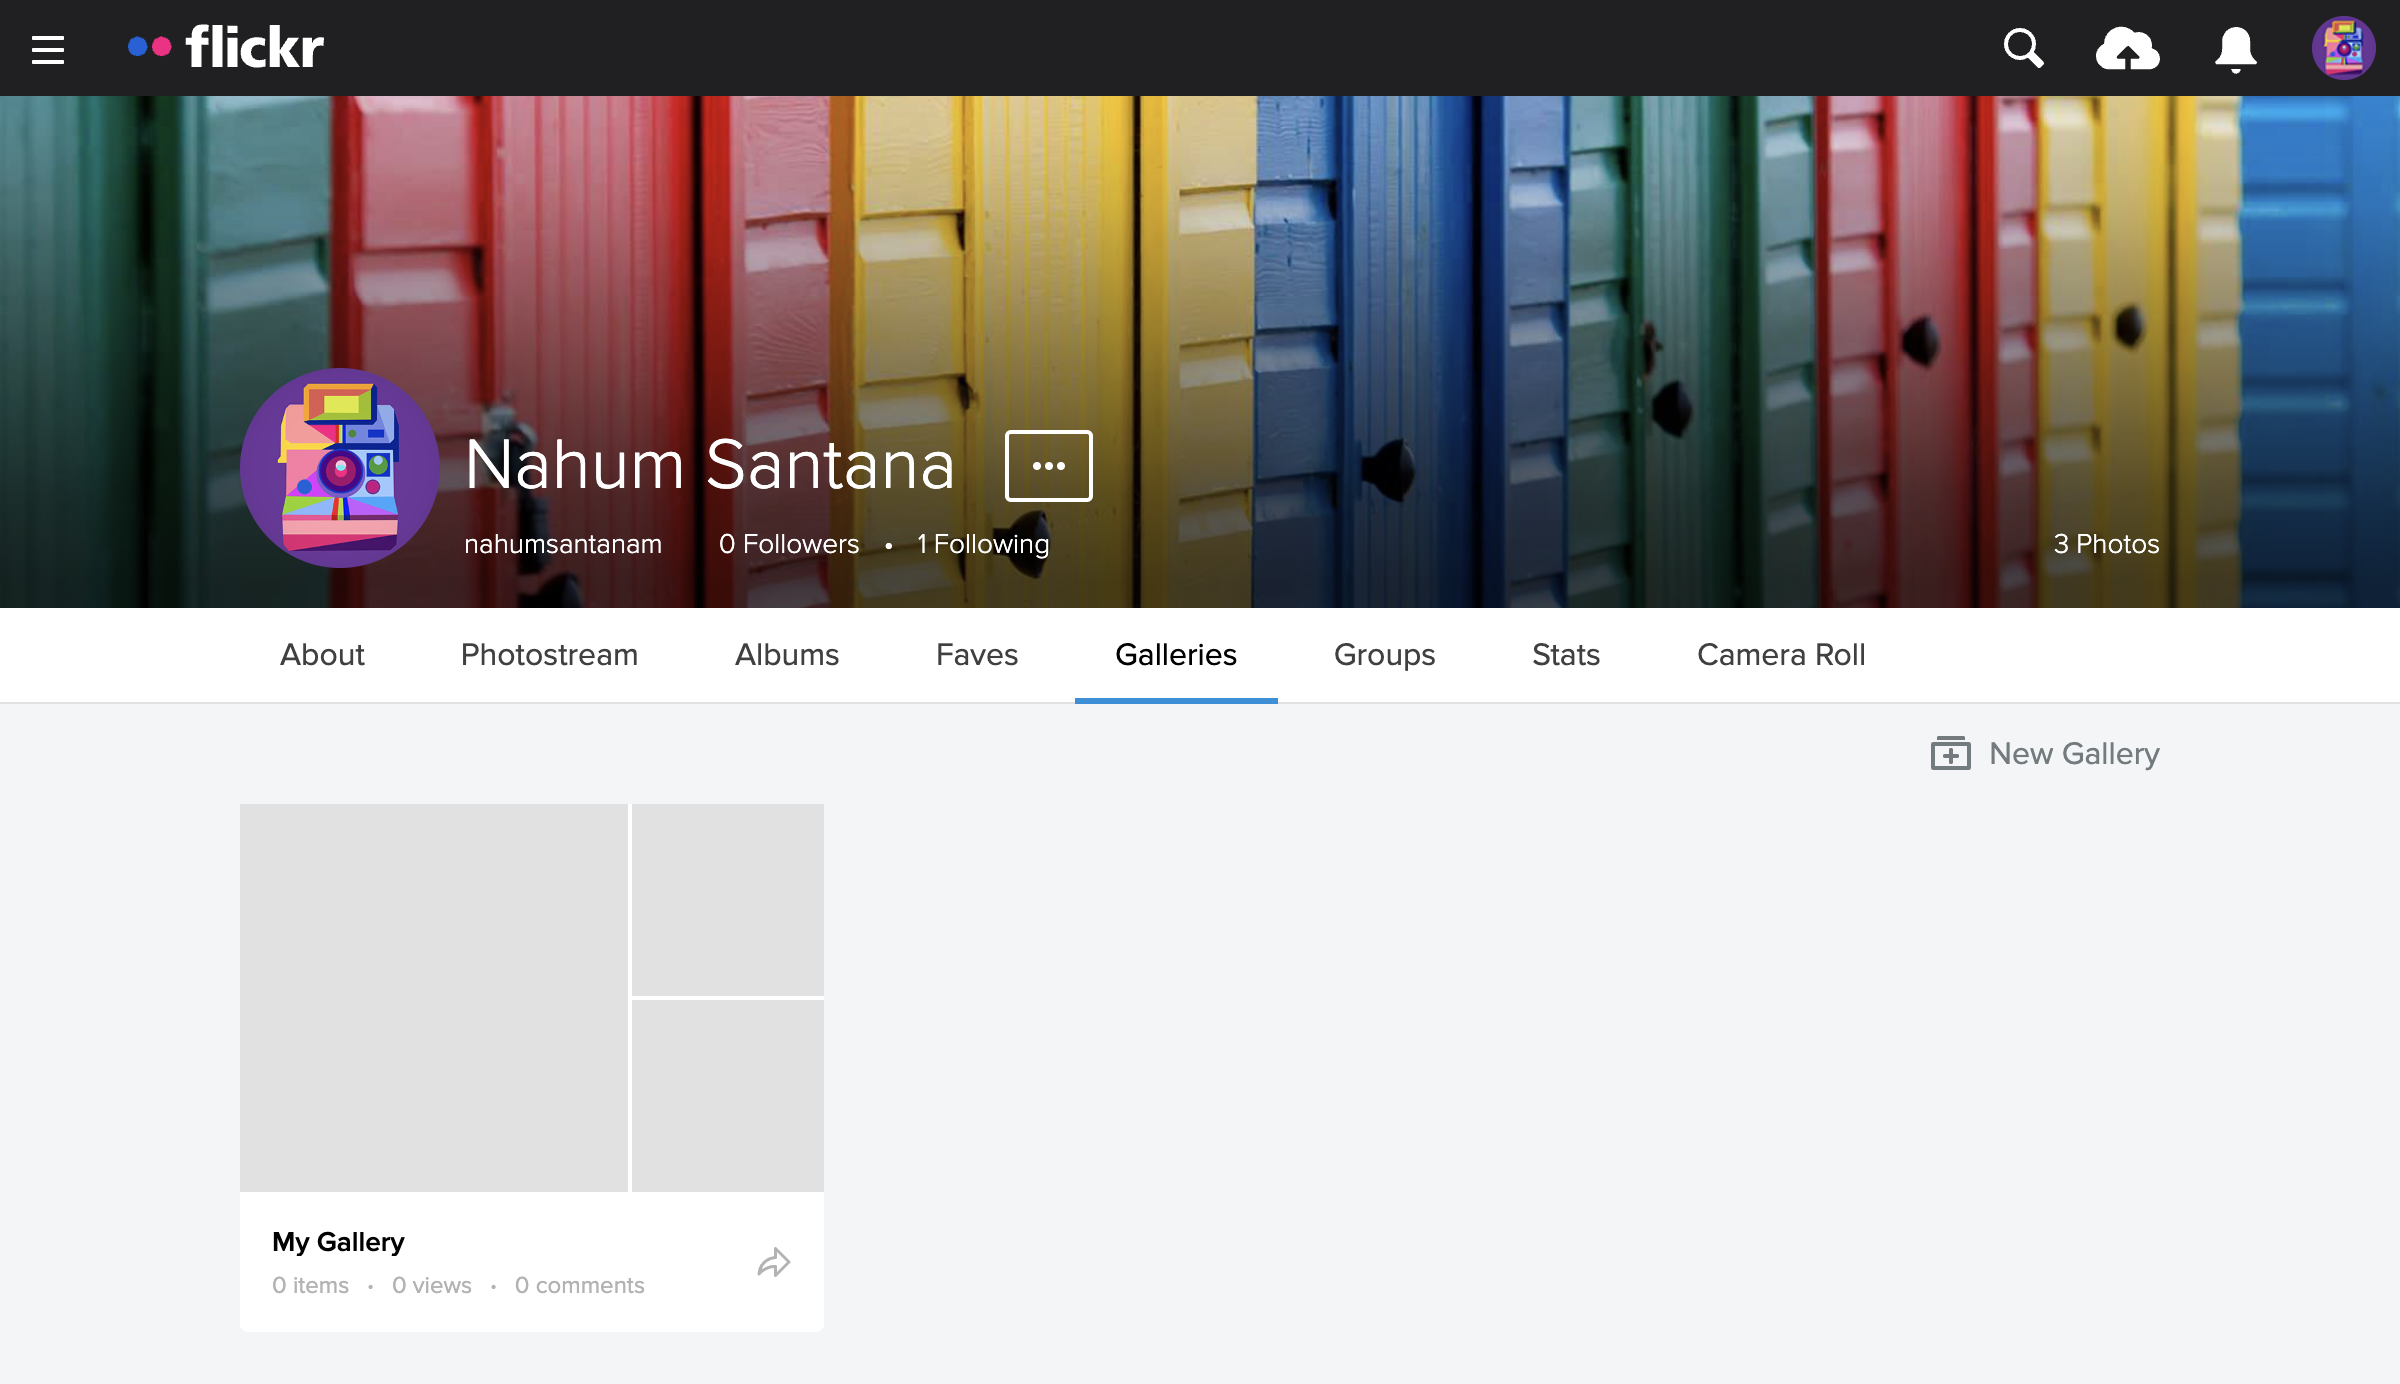 flickr
Nahum Santana
nahumsantanam 0 Followers • 1 Following
3 Photos
About Photostream Albums Faves Galleries Groups Stats Camera Roll
New Gallery
My Gallery
0 items • 0 views • 0 comments